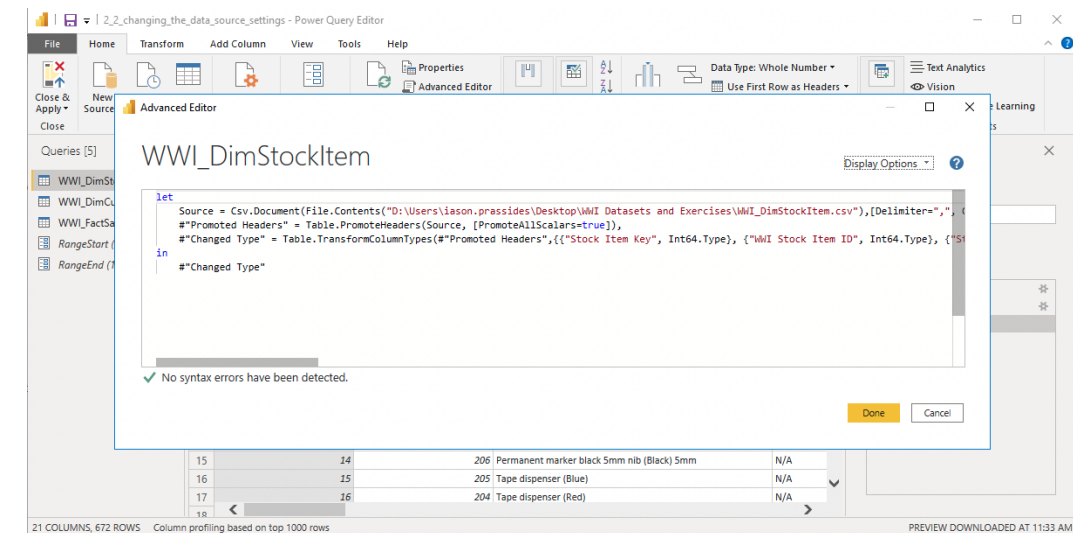 2_2_changing_the_data_source_settings - Power Query Editor
File Home Transform Add Column View Tools Help
Close & Apply
New Source
Properties
Advanced Editor
Data Type: Whole Number
Use First Row as Headers
Text Analytics
Vision
Learning
Close
Queries [5]
WWI_DimSt
WWI_DimCu
WWI_FactSa
RangeStart (
RangeEnd (1
Advanced Editor
WWI_DimStockItem
Display Options
let
Source = Csv.Document(File.Contents("D:\Users\iason.prassides\Desktop\WWI Datasets and Exercises\WWI_DimStockItem.csv"),[Delimiter=",",
#"Promoted Headers" = Table.PromoteHeaders(Source, [PromoteAllScalars=true]),
#"Changed Type" = Table.TransformColumnTypes(#"Promoted Headers",{{"Stock Item Key", Int64.Type}, {"WWI Stock Item ID", Int64.Type}, {"St
in
#"Changed Type"
No syntax errors have been detected.
Done Cancel
15 14 206 Permanent marker black 5mm nib (Black) 5mm N/A
16 15 205 Tape dispenser (Blue) N/A
17 16 204 Tape dispenser (Red) N/A
18
21 COLUMNS, 672 ROWS Column profiling based on top 1000 rows PREVIEW DOWNLOADED AT 11:33 AM